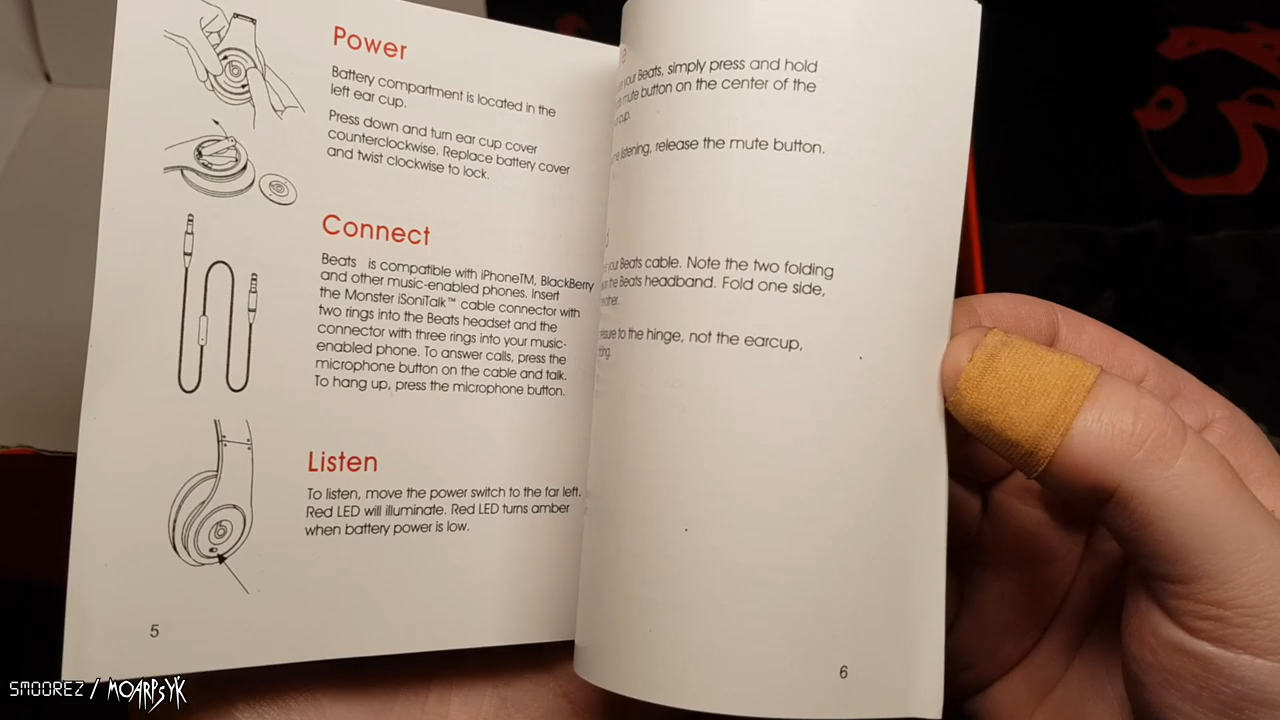 Power
Battery compartment is located in the
left ear cup.
Press down and turn ear cup cover
counterclockwise. Replace battery cover
and twist clockwise to lock.
Connect
Beats is compatible with iPhoneTM, BlackBerry
and other music-enabled phones. Insert
the Monster iSoniTalk™ cable connector with
two rings into the Beats headset and the
connector with three rings into your music-
enabled phone. To answer calls, press the
microphone button on the cable and talk.
To hang up, press the microphone button.
Listen
To listen, move the power switch to the far left.
Red LED will illuminate. Red LED turns amber
when battery power is low.
5
your Beats, simply press and hold
mute button on the center of the
cup.
listening, release the mute button.
your Beats cable. Note the two folding
the Beats headband. Fold one side,
to the hinge, not the earcup,
6
SMOOREZ / MOARPSYK